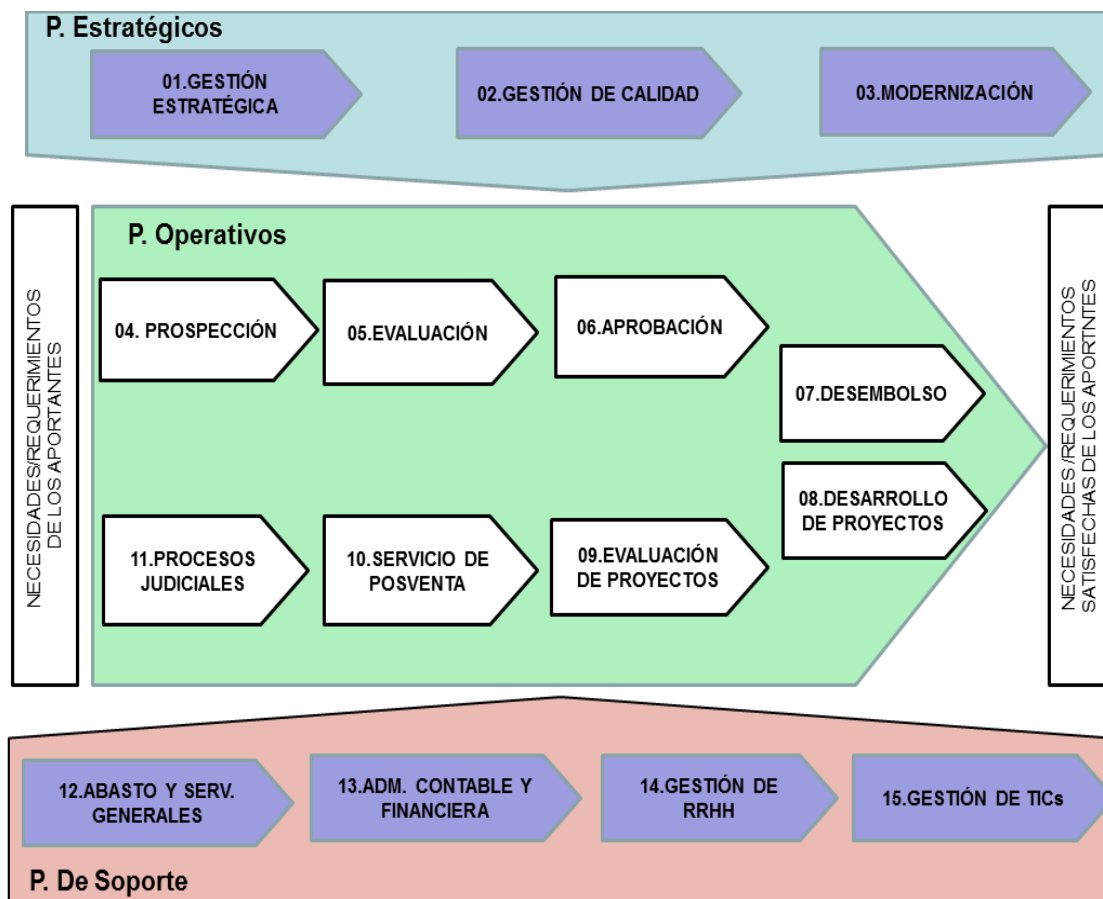 P. Estratégicos
01.GESTIÓN
ESTRATÉGICA
02.GESTIÓN DE CALIDAD
03.MODERNIZACIÓN
NECESIDADES/REQUERIMIENTOS
DE LOS APORTANTES
P. Operativos
04. PROSPECCIÓN
05.EVALUACIÓN
06.APROBACIÓN
07.DESEMBOLSO
08.DESARROLLO
DE PROYECTOS
09.EVALUACIÓN
DE PROYECTOS
10.SERVICIO DE
POSVENTA
11.PROCESOS
JUDICIALES
NECESIDADES /REQUERIMIENTOS
SATISFECHAS DE LOS APORTNTES
12.ABASTO Y SERV.
GENERALES
13.ADM. CONTABLE Y
FINANCIERA
14.GESTIÓN DE
RRHH
15.GESTIÓN DE TICs
P. De Soporte